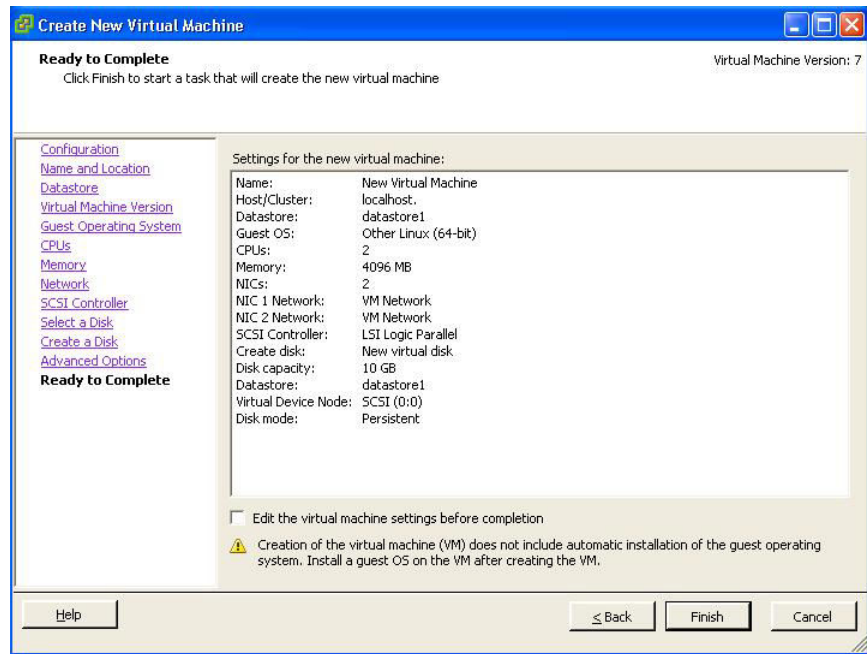 Create New Virtual Machine
Ready to Complete
Click Finish to start a task that will create the new virtual machine
Virtual Machine Version: 7
Configuration
Name and Location
Datastore
Virtual Machine Version
Guest Operating System
CPUs
Memory
Network
SCSI Controller
Select a Disk
Create a Disk
Advanced Options
Ready to Complete
Settings for the new virtual machine:
Name: New Virtual Machine
Host/Cluster: localhost.
Datastore: datastore1
Guest OS: Other Linux (64-bit)
CPUs: 2
Memory: 4096 MB
NICs: 2
NIC 1 Network: VM Network
NIC 2 Network: VM Network
SCSI Controller: LSI Logic Parallel
Create disk: New virtual disk
Disk capacity: 10 GB
Datastore: datastore1
Virtual Device Node: SCSI (0:0)
Disk mode: Persistent
Edit the virtual machine settings before completion
Creation of the virtual machine (VM) does not include automatic installation of the guest operating
system. Install a guest OS on the VM after creating the VM.
Help
< Back
Finish
Cancel